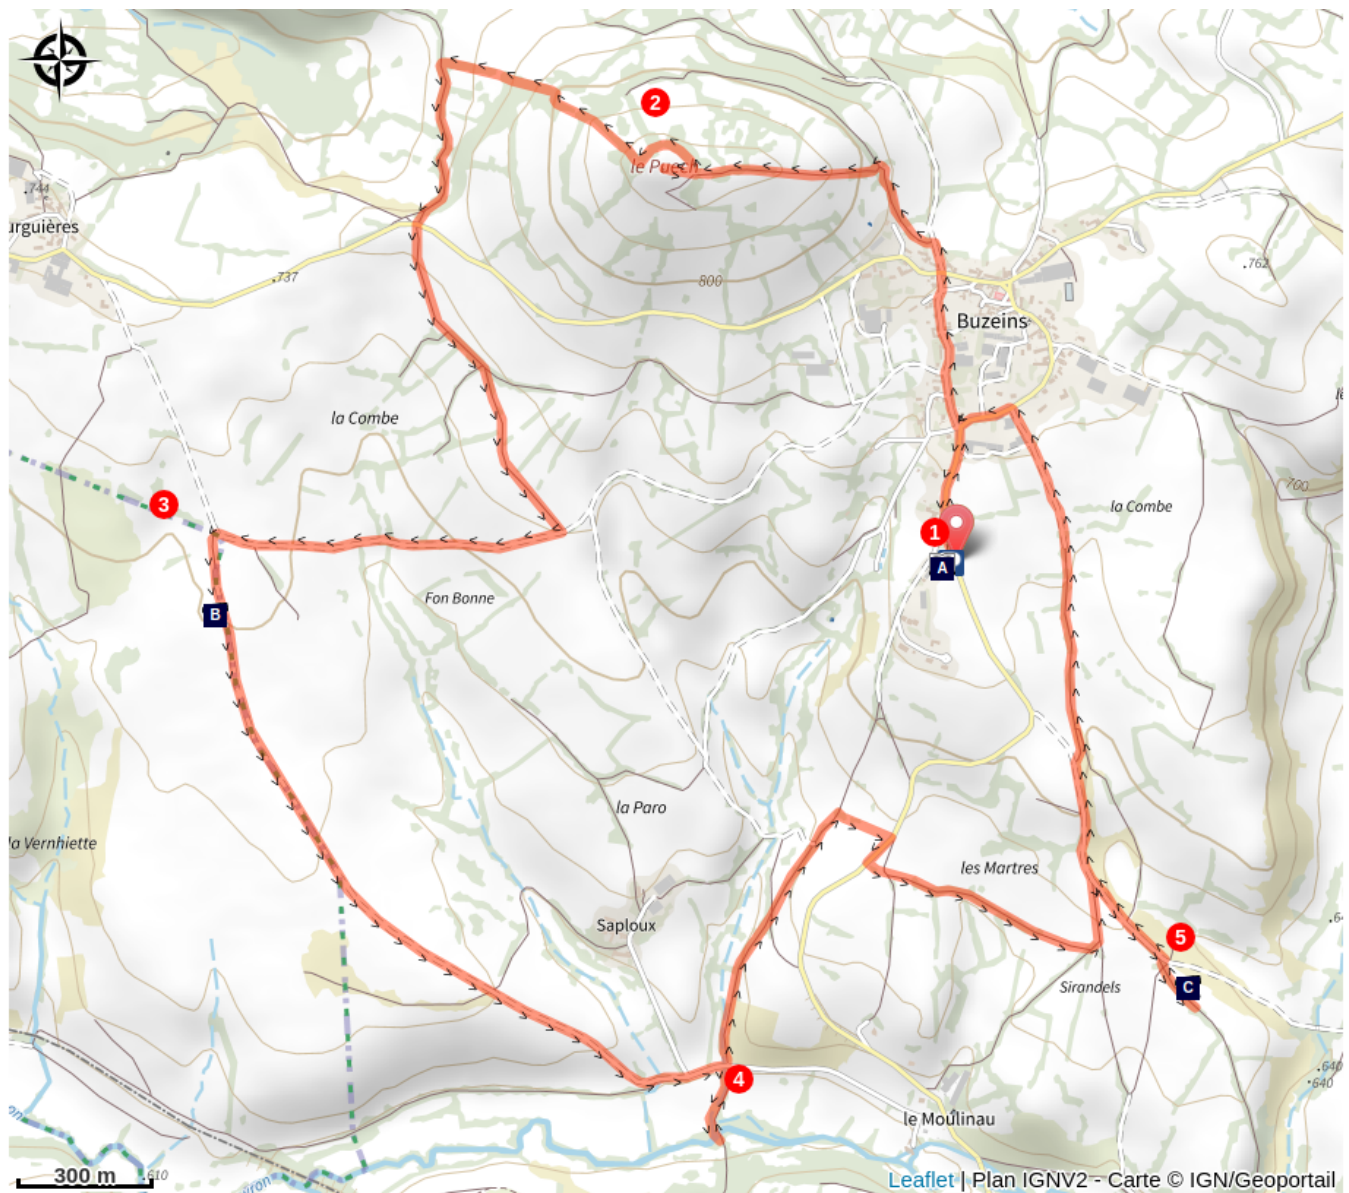 2
le Puech
.744
urguières
.737
800
.762
Buzeins
la Combe
3
700
la Combe
1
A
B
Fon Bonne
la Paro
la Vernhiette
les Martres
Saploux
5
Sirandels
C
4
640
640
le Moulinau
300 m
610
Leaflet | Plan IGNV2 - Carte © IGN/Geoportail